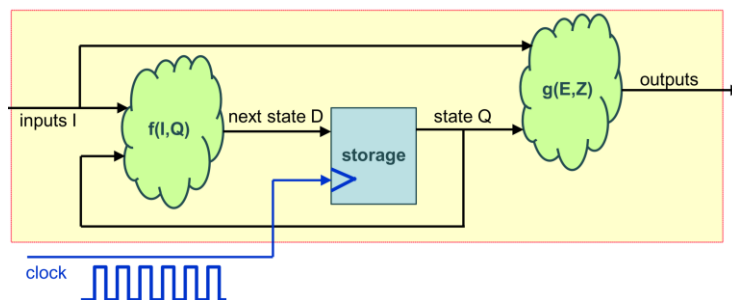 inputs I
f(I,Q)
next state D
storage
state Q
g(E,Z)
outputs
clock